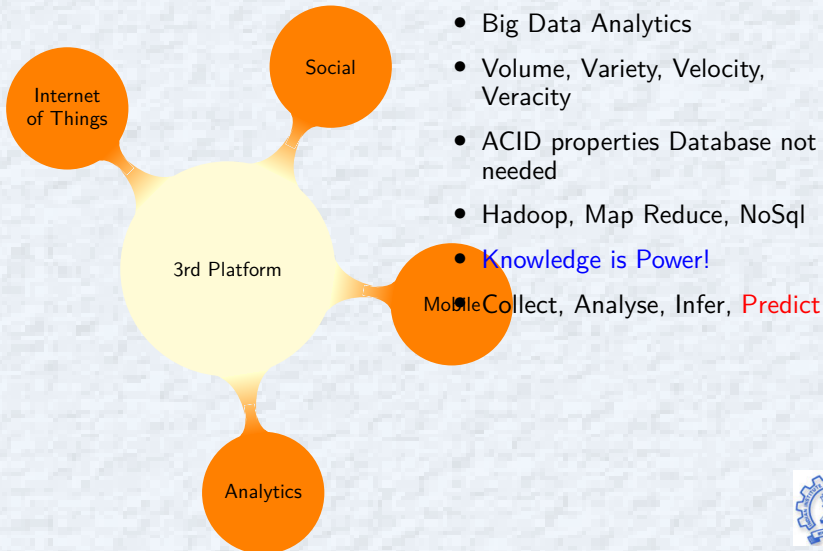 Internet
of Things
Social
3rd Platform
Mobile
Analytics
• Big Data Analytics
• Volume, Variety, Velocity,
Veracity
• ACID properties Database not
needed
• Hadoop, Map Reduce, NoSql
• Knowledge is Power!
• Collect, Analyse, Infer, Predict